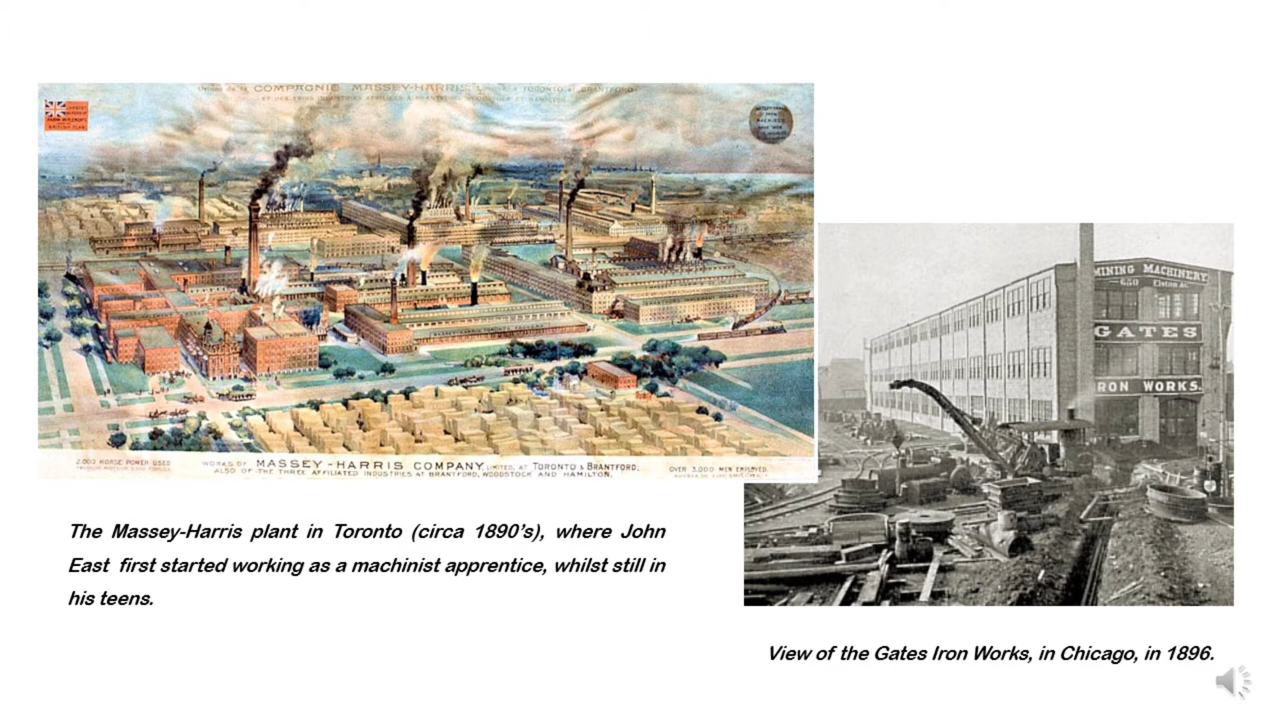 COMPAGNIE MASSEY-HARRIS
2,000 HORSE POWER USED
WORKS OF MASSEY-HARRIS COMPANY, LIMITED, AT TORONTO & BRANTFORD,
ALSO OF THE THREE AFFILIATED INDUSTRIES AT BRANTFORD, WOODSTOCK AND HAMILTON,
OVER 3,000 MEN EMPLOYED.
MINING MACHINERY
650 Elston Av.
GATES
IRON WORKS.
The Massey-Harris plant in Toronto (circa 1890's), where John
East first started working as a machinist apprentice, whilst still in
his teens.
View of the Gates Iron Works, in Chicago, in 1896.